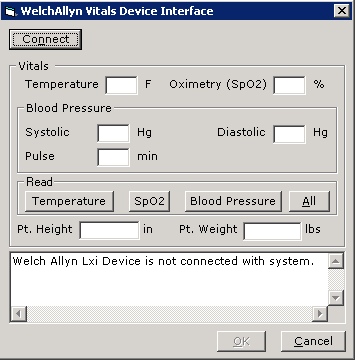 WelchAllyn Vitals Device Interface
Connect
Vitals
Temperature F Oximetry (SpO2) %
Blood Pressure
Systolic Hg Diastolic Hg
Pulse min
Read
Temperature SpO2 Blood Pressure All
Pt. Height in Pt. Weight lbs
Welch Allyn Lxi Device is not connected with system.
OK Cancel